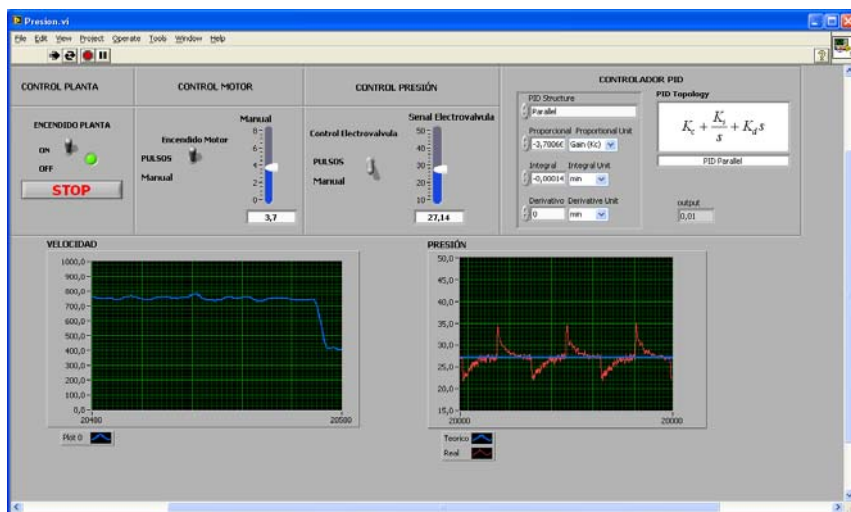 Presion.vi
File Edit View Project Operate Tools Window Help
CONTROL PLANTA
ENCENDIDO PLANTA
ON
OFF
STOP
CONTROL MOTOR
Manual
Encendido Motor
PULSOS
Manual
8-
6-
4-
2-
0-
3,7
CONTROL PRESIÓN
Senal Electrovalvula
Control Electrovalvula
PULSOS
Manual
50-
40-
30-
20-
10-
27,14
CONTROLADOR PID
PID Structure
Parallel
Proporcional Proportional Unit
-3,7006 Gain (Kc)
Integral Integral Unit
-0,00014 min
Derivativo Derivative Unit
0 min
PID Topology
K_c + K_i/s + K_d s
PID Parallel
output
0,01
VELOCIDAD
1000,0-
900,0-
800,0-
700,0-
600,0-
500,0-
400,0-
300,0-
200,0-
100,0-
0,0-
20480 20500
Plot 0
PRESIÓN
50,0-
45,0-
40,0-
35,0-
30,0-
25,0-
20,0-
15,0-
20000 20000
Teorico
Real